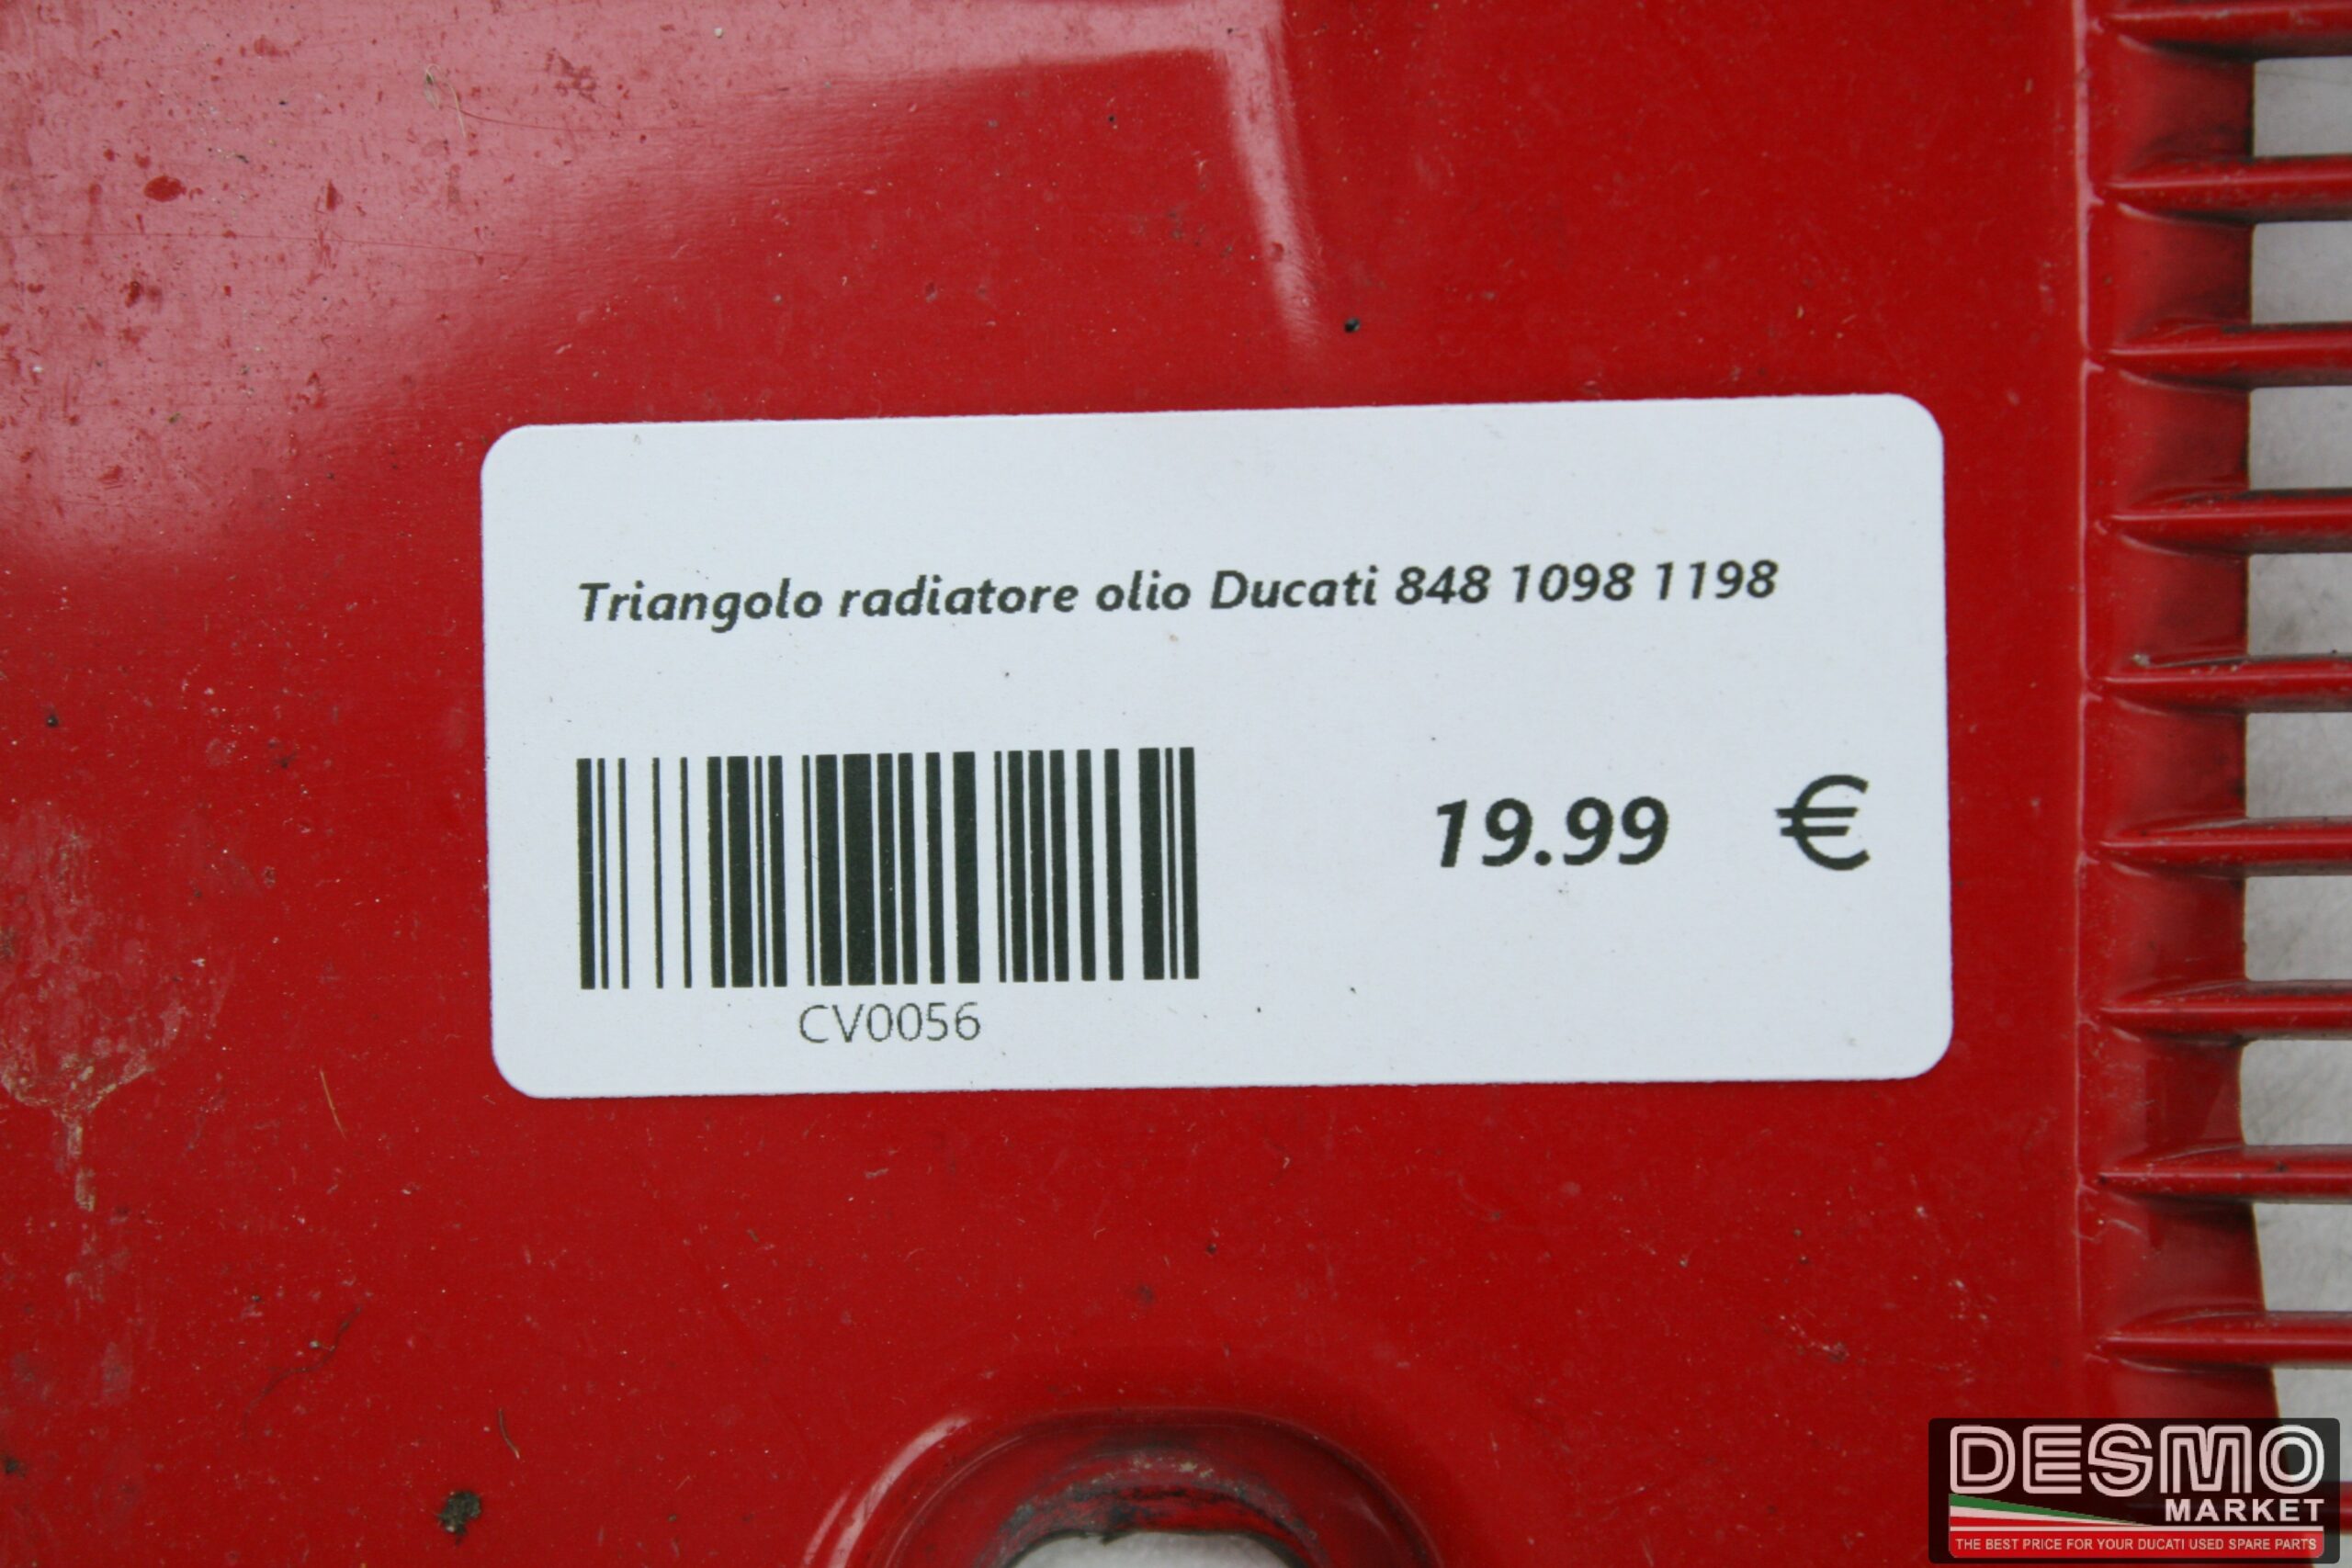 Triangolo radiatore olio Ducati 848 1098 1198
19.99 €
CV0056
DESMO
MARKET
THE BEST PRICE FOR YOUR DUCATI USED SPARE PARTS